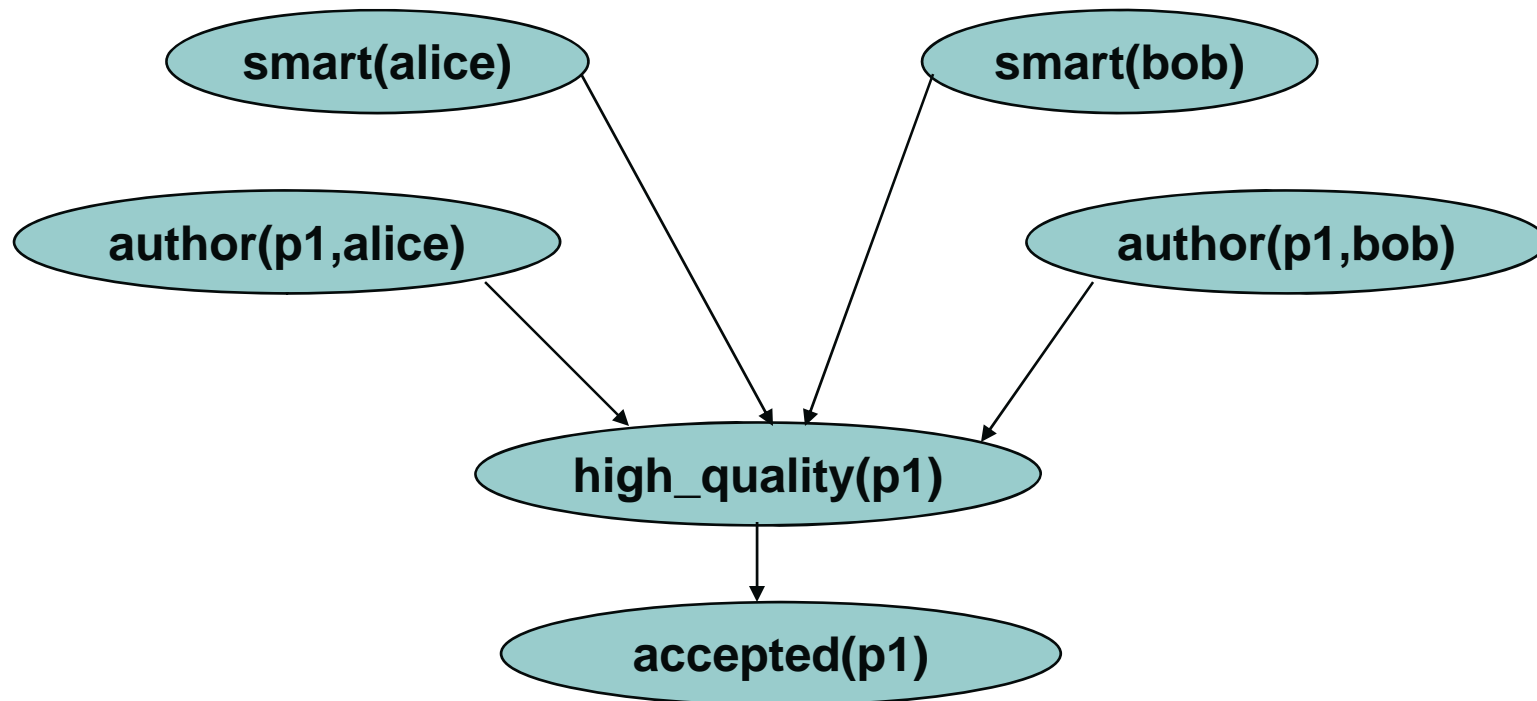 smart(alice)
smart(bob)
author(p1,alice)
author(p1,bob)
high_quality(p1)
accepted(p1)